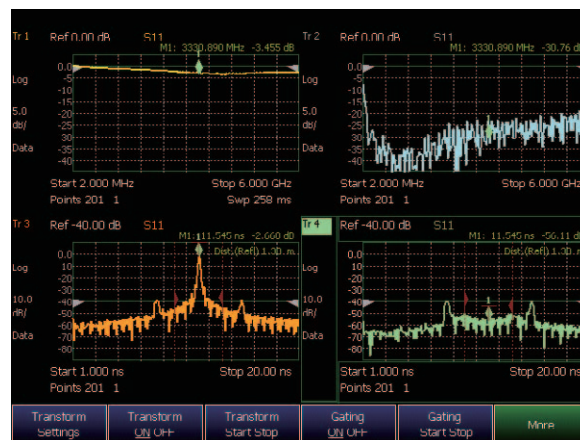 Tr 1 Ref 0.00 dB S11
M1: 3330.890 MHz -3.455 dB
Log
5.0
dB/
Data
0.0
-5
-10
-15
-20
-25
-30
-35
-40
Start 2.000 MHz Stop 6.000 GHz
Points 201 1 Swp 258 ms
Tr 2 Ref 0.00 dB S11
M1: 3330.890 MHz -30.76 dB
Log
5.0
dB/
Data
0.0
-5
-10
-15
-20
-25
-30
-35
-40
Start 2.000 MHz Stop 6.000 GHz
Points 201 1
Tr 3 Ref -40.00 dB S11
M1: 11.545 ns -2.660 dB
Dist.(Refl) 1.30 m
Log
10.0
dB/
Data
0.0
10
-20
-30
-40
-50
-60
-70
-80
Start 1.000 ns Stop 20.00 ns
Points 201 1
Tr 4 Ref -40.00 dB S11
M1: 11.545 ns -56.11 dB
Dist.(Refl) 1.30 m
Log
10.0
dB/
Data
0.0
10
-20
-30
-40
-50
-60
-70
-80
Start 1.000 ns Stop 20.00 ns
Points 201 1
Transform Settings
Transform ON OFF
Transform Start Stop
Gating ON OFF
Gating Start Stop
More